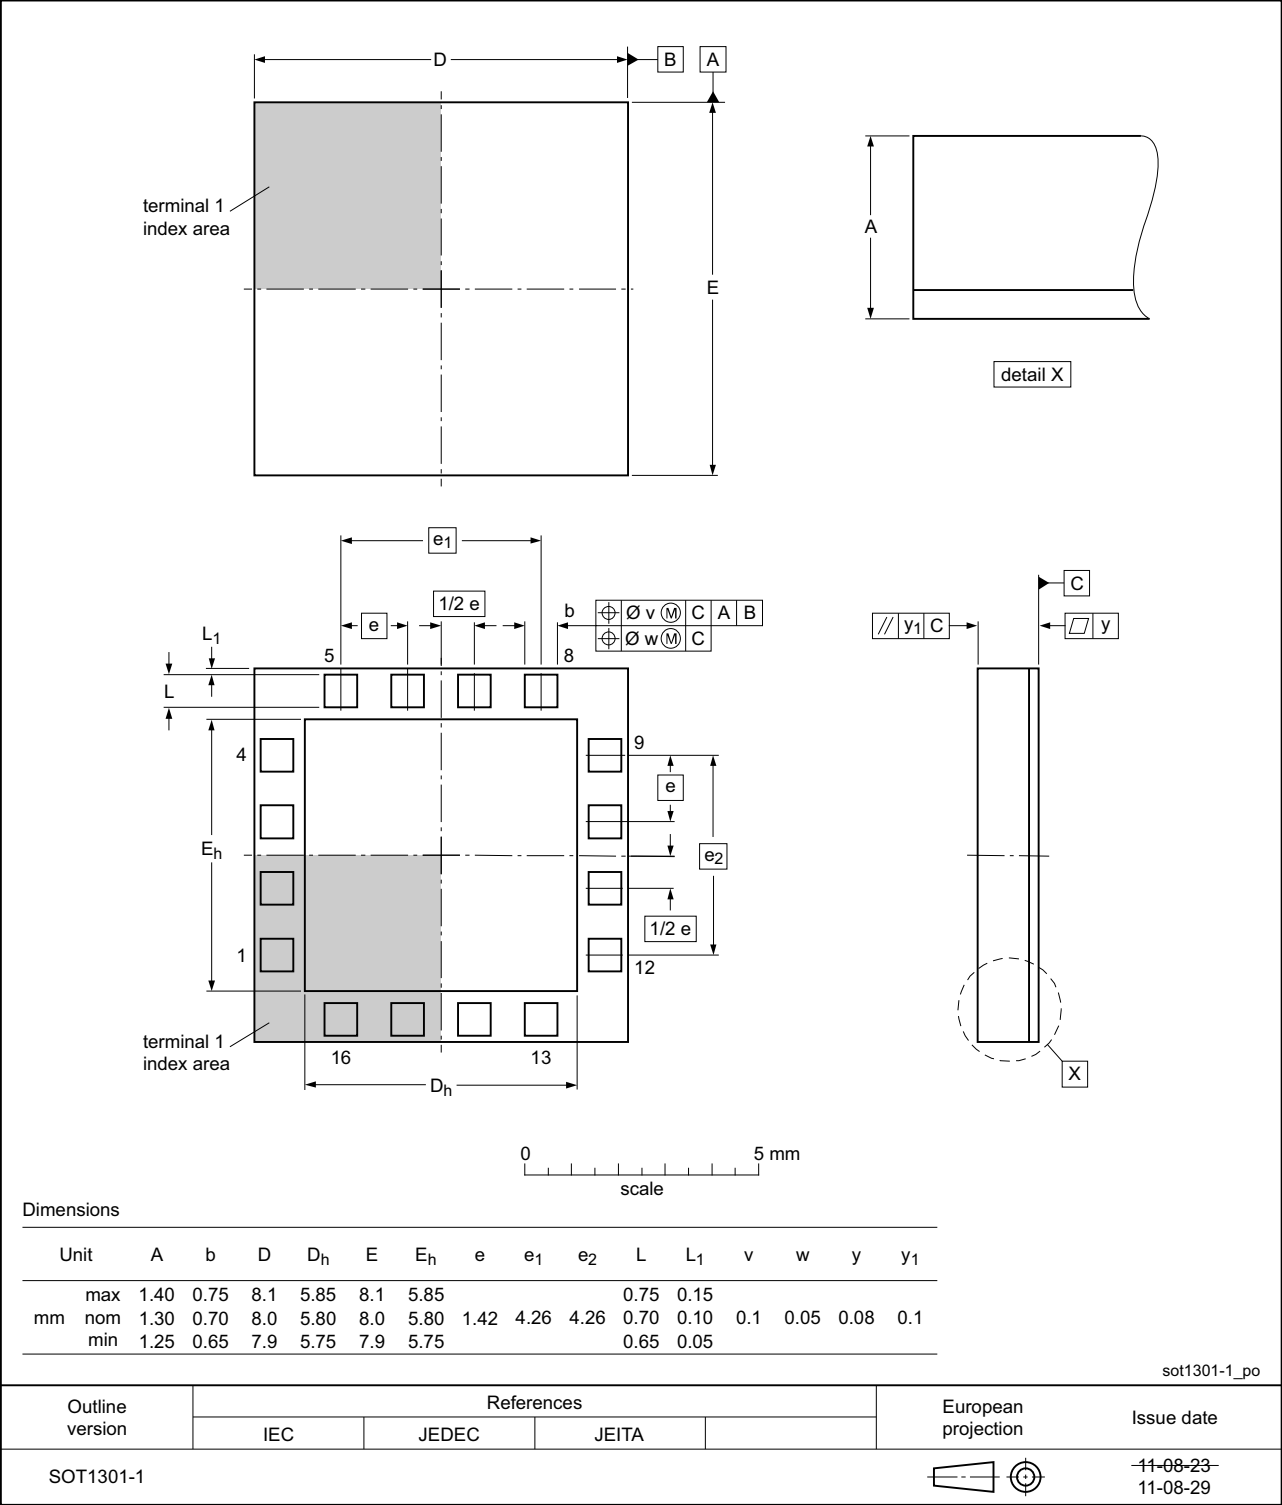 D
B
A
terminal 1
index area
E
A
detail X
e1
1/2 e
e
b
Ø v M C A B
Ø w M C
L1
5
8
L
4
9
e
Eh
e2
1/2 e
1
12
terminal 1
index area
16
13
Dh
C
// y1 C
y
X
0
5 mm
scale
Dimensions
Unit A b D Dh E Eh e e1 e2 L L1 v w y y1
max 1.40 0.75 8.1 5.85 8.1 5.85 0.75 0.15
mm nom 1.30 0.70 8.0 5.80 8.0 5.80 1.42 4.26 4.26 0.70 0.10 0.1 0.05 0.08 0.1
min 1.25 0.65 7.9 5.75 7.9 5.75 0.65 0.05
sot1301-1_po
Outline
version
References
IEC JEDEC JEITA
European
projection
Issue date
SOT1301-1
11-08-23
11-08-29